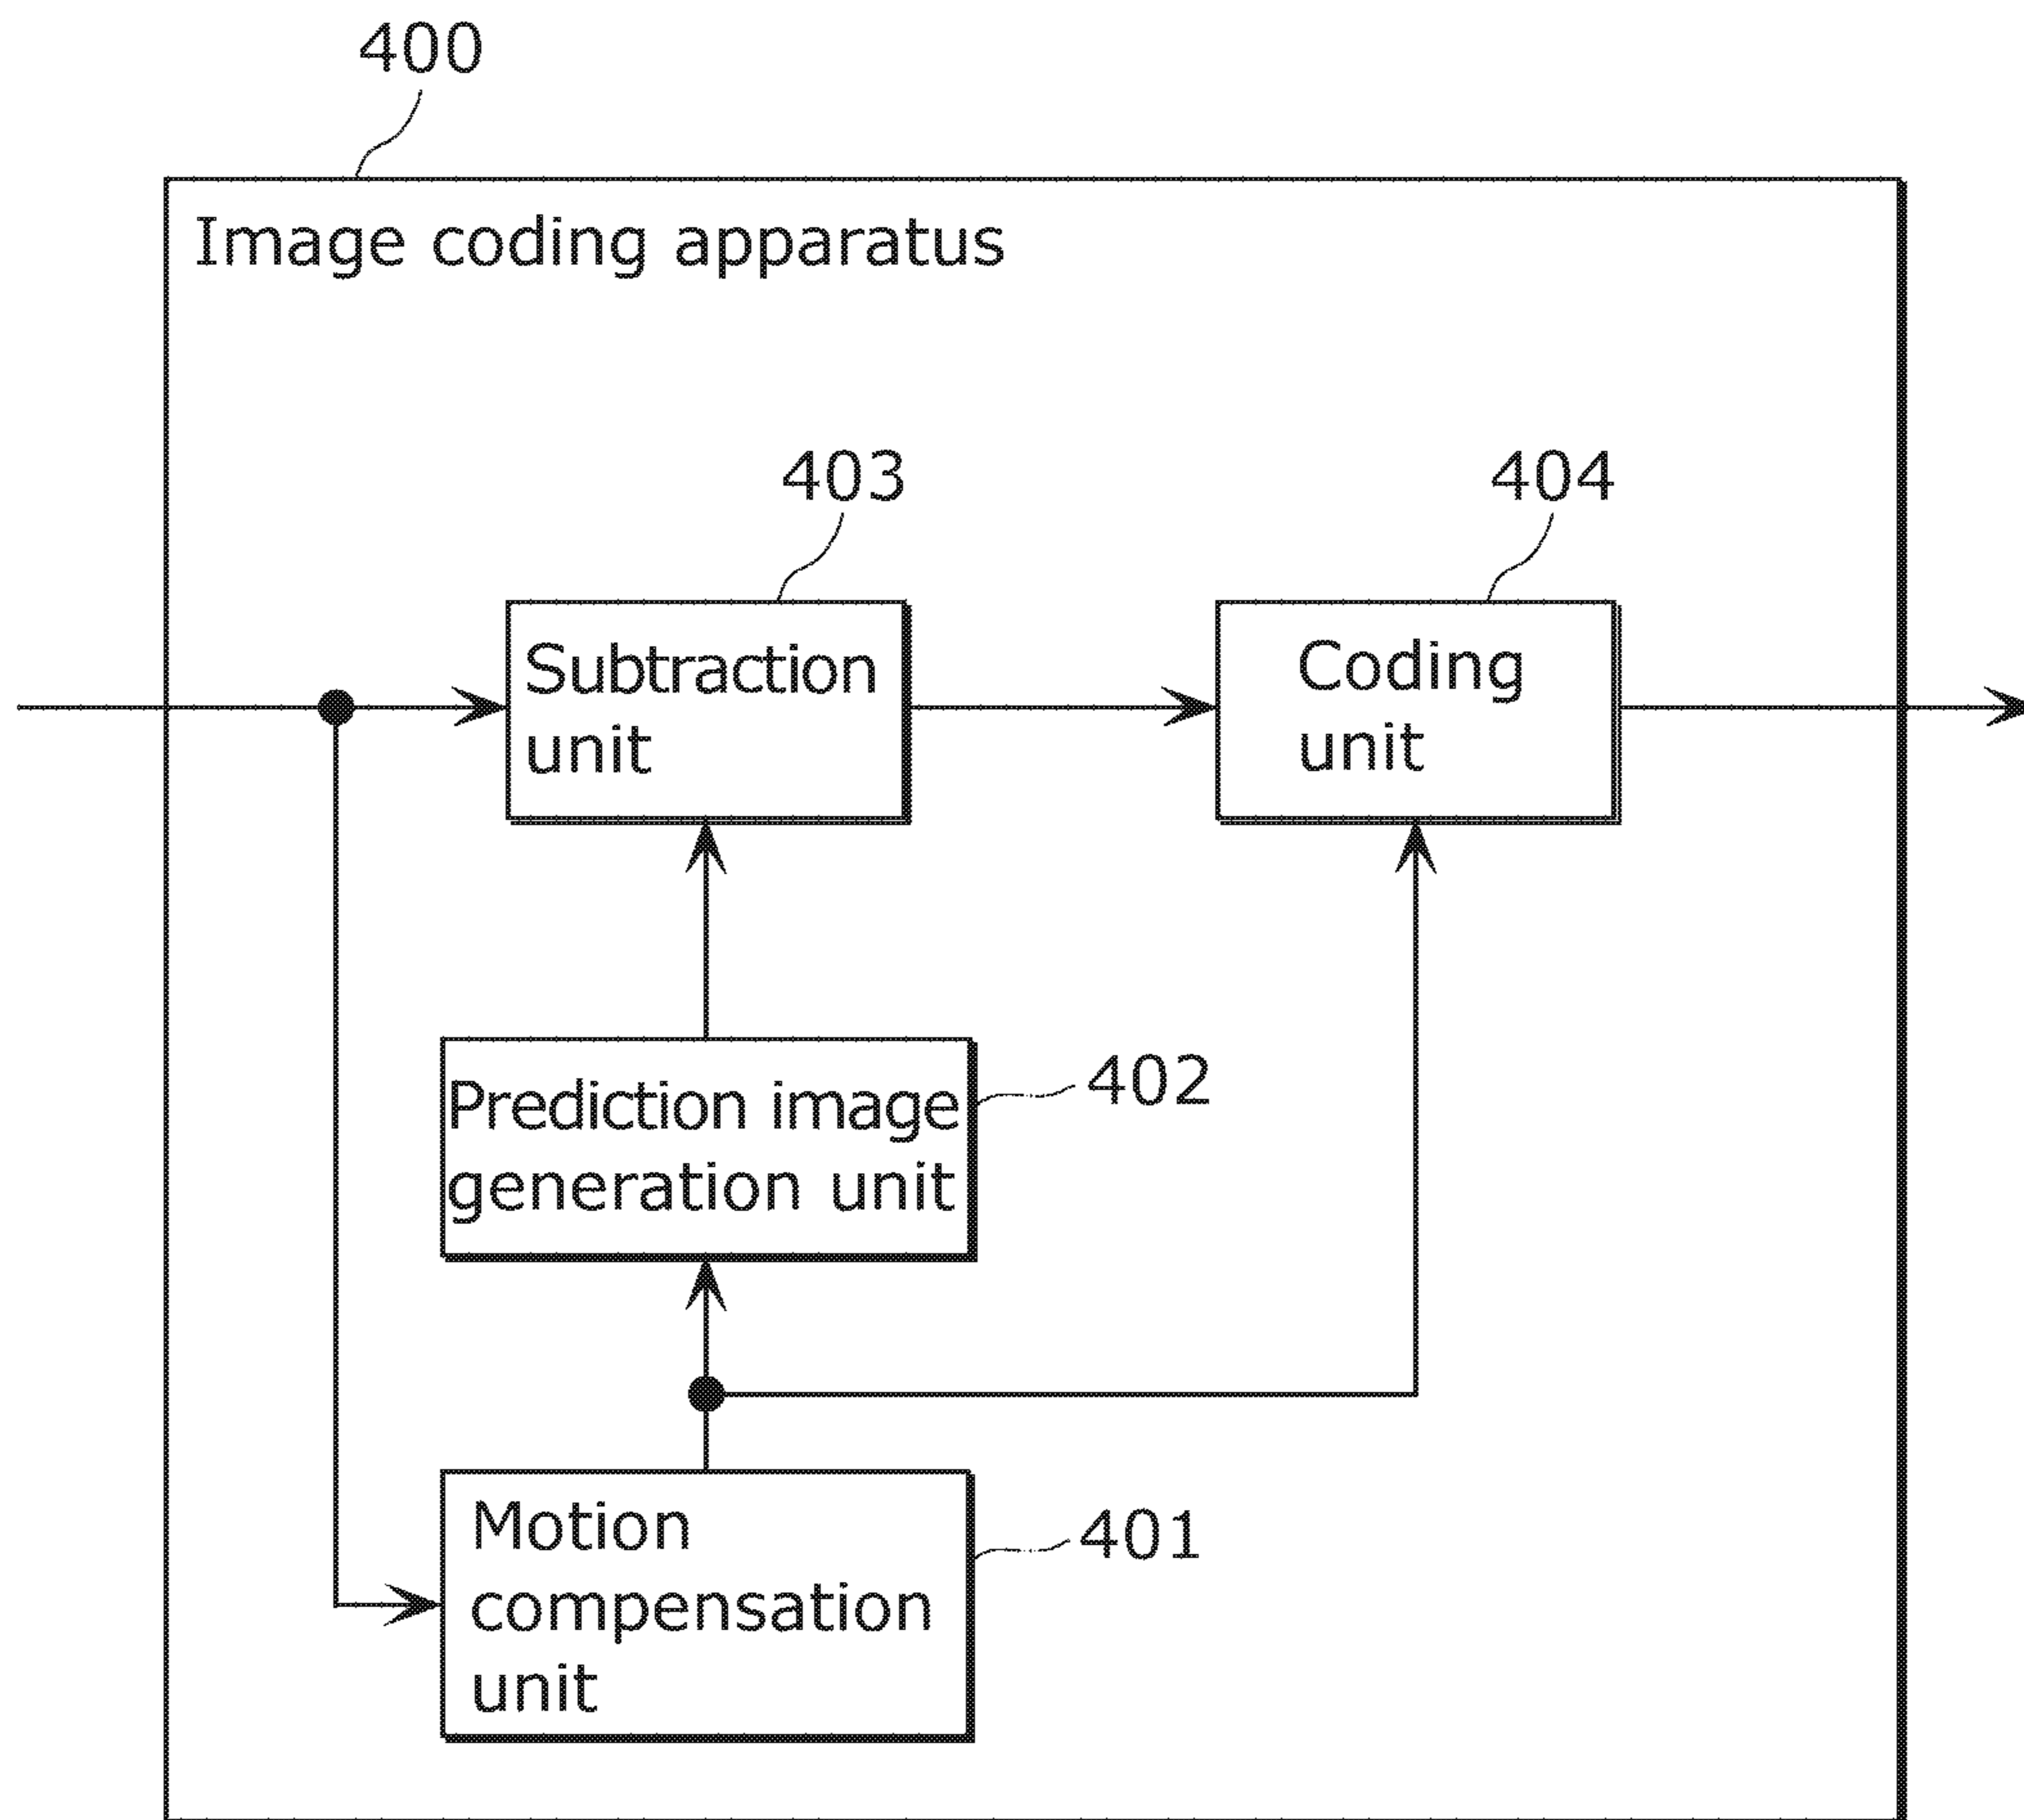 400
Image coding apparatus
403
404
Subtraction
unit
Coding
unit
Prediction image
generation unit
402
Motion
compensation
unit
401